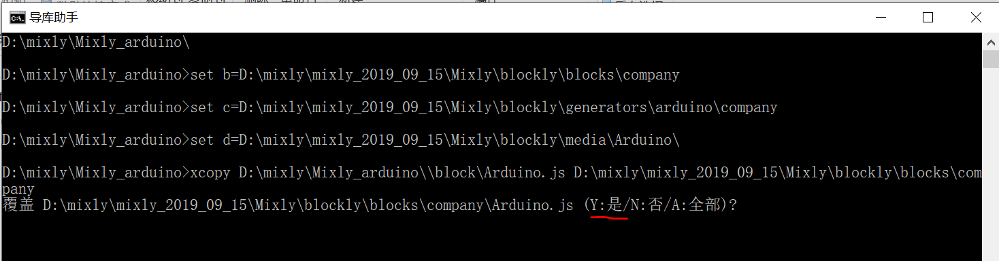 导库助手
D:\mixly\Mixly_arduino\
D:\mixly\Mixly_arduino>set b=D:\mixly\mixly_2019_09_15\Mixly\blockly\blocks\company
D:\mixly\Mixly_arduino>set c=D:\mixly\mixly_2019_09_15\Mixly\blockly\generators\arduino\company
D:\mixly\Mixly_arduino>set d=D:\mixly\mixly_2019_09_15\Mixly\blockly\media\Arduino\
D:\mixly\Mixly_arduino>xcopy D:\mixly\Mixly_arduino\\block\Arduino.js D:\mixly\mixly_2019_09_15\Mixly\blockly\blocks\com
pany
覆盖 D:\mixly\mixly_2019_09_15\Mixly\blockly\blocks\company\Arduino.js (Y:是/N:否/A:全部)?